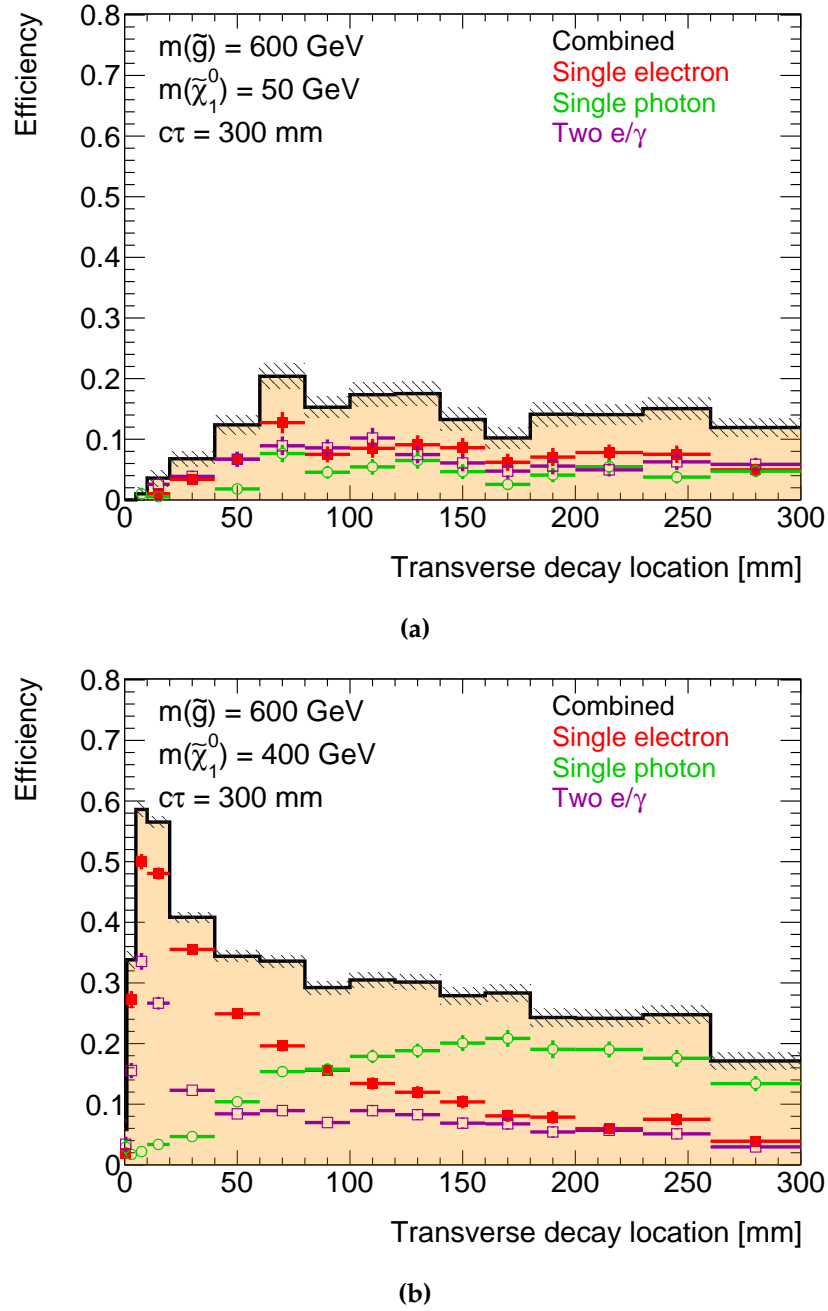 Efficiency
0.8
0.7
0.6
0.5
0.4
0.3
0.2
0.1
0
m(g̃) = 600 GeV
m(χ̃⁰₁) = 50 GeV
cτ = 300 mm
Combined
Single electron
Single photon
Two e/γ
0 50 100 150 200 250 300
Transverse decay location [mm]
(a)
Efficiency
0.8
0.7
0.6
0.5
0.4
0.3
0.2
0.1
0
m(g̃) = 600 GeV
m(χ̃⁰₁) = 400 GeV
cτ = 300 mm
Combined
Single electron
Single photon
Two e/γ
0 50 100 150 200 250 300
Transverse decay location [mm]
(b)